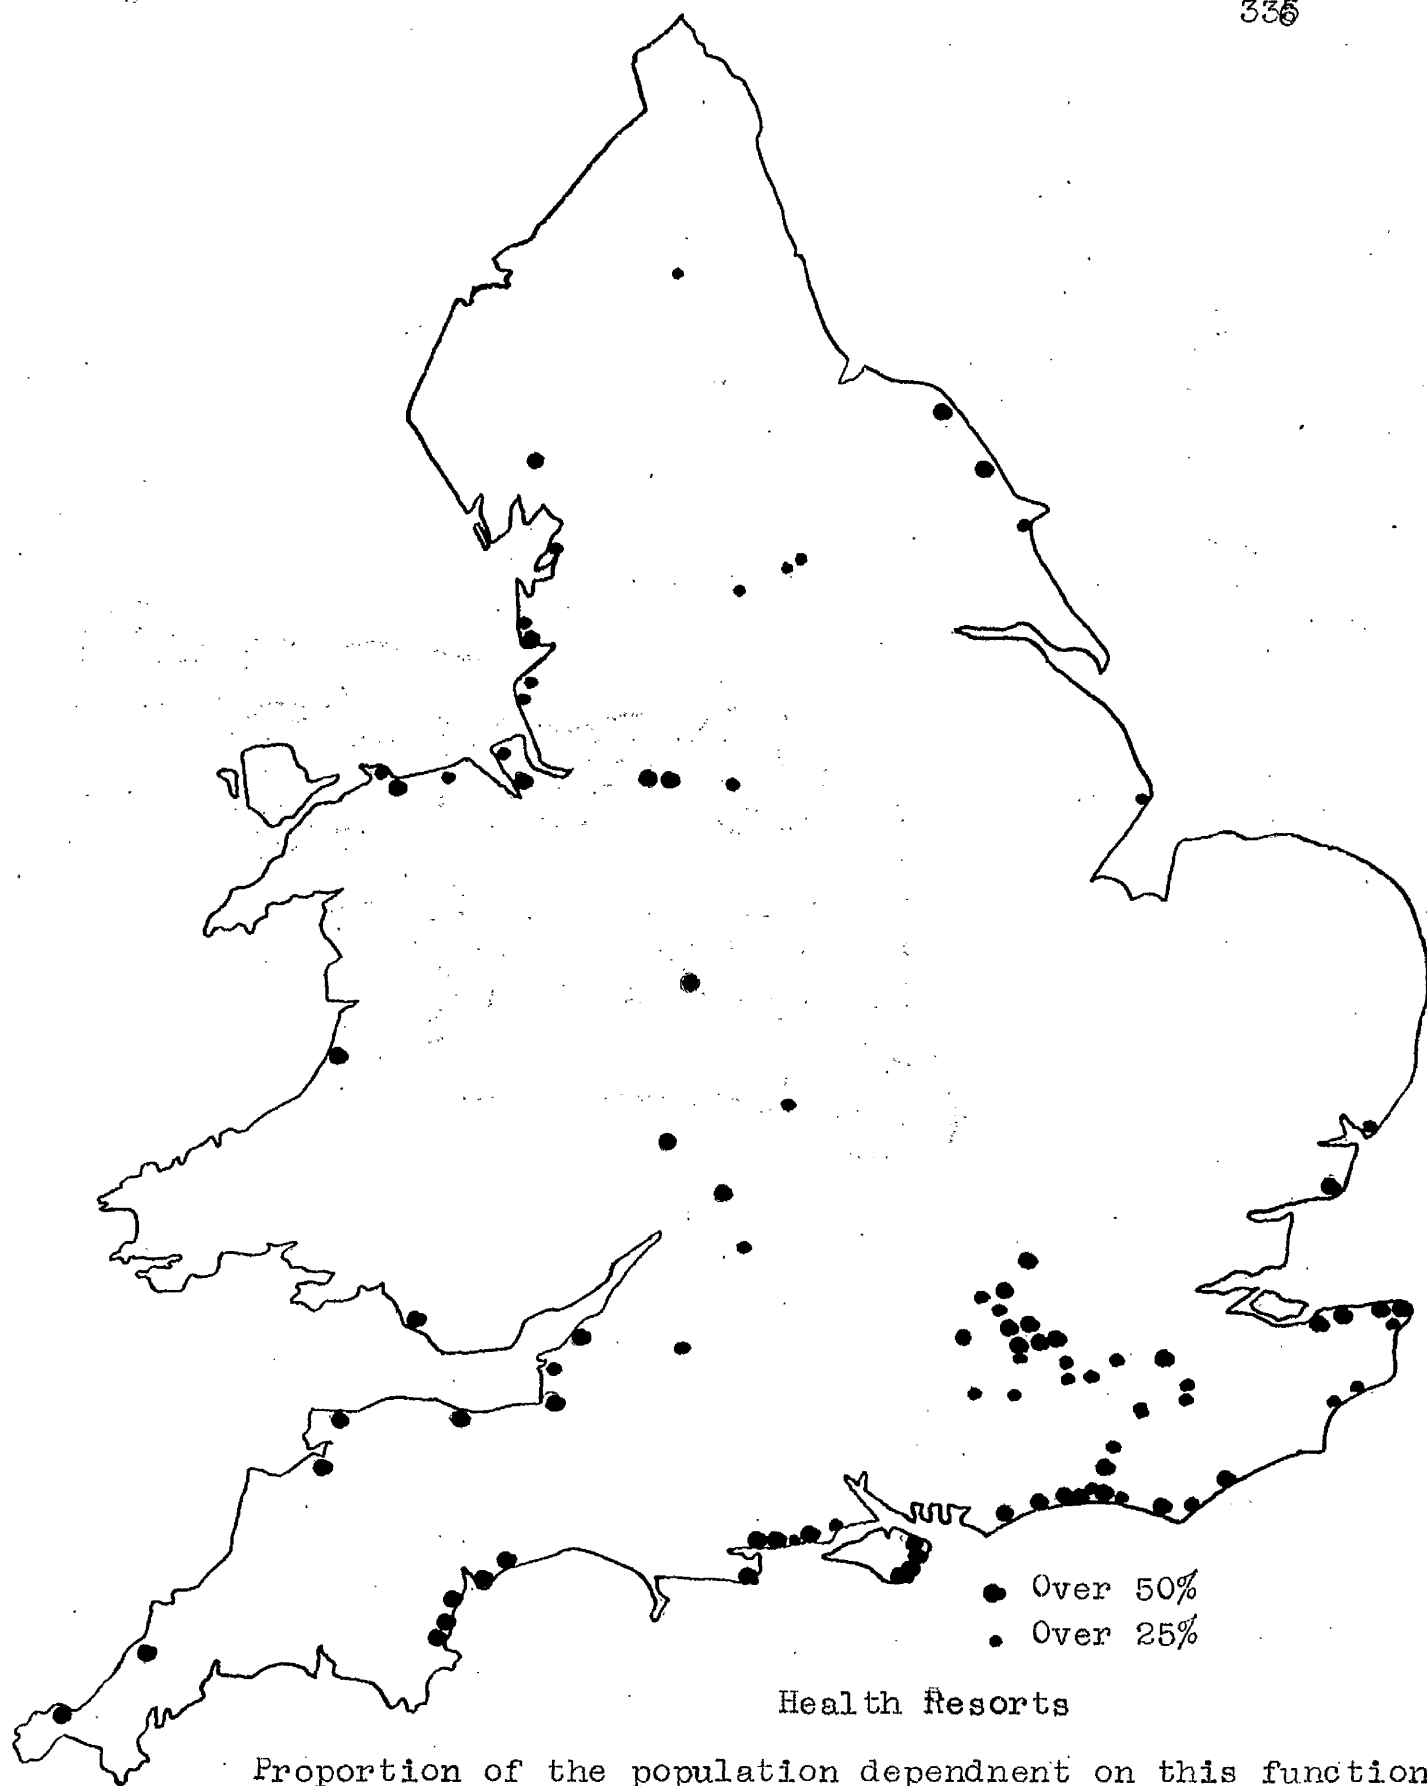 336
Over 50%
Over 25%
Health Resorts
Proportion of the population dependnent on this function